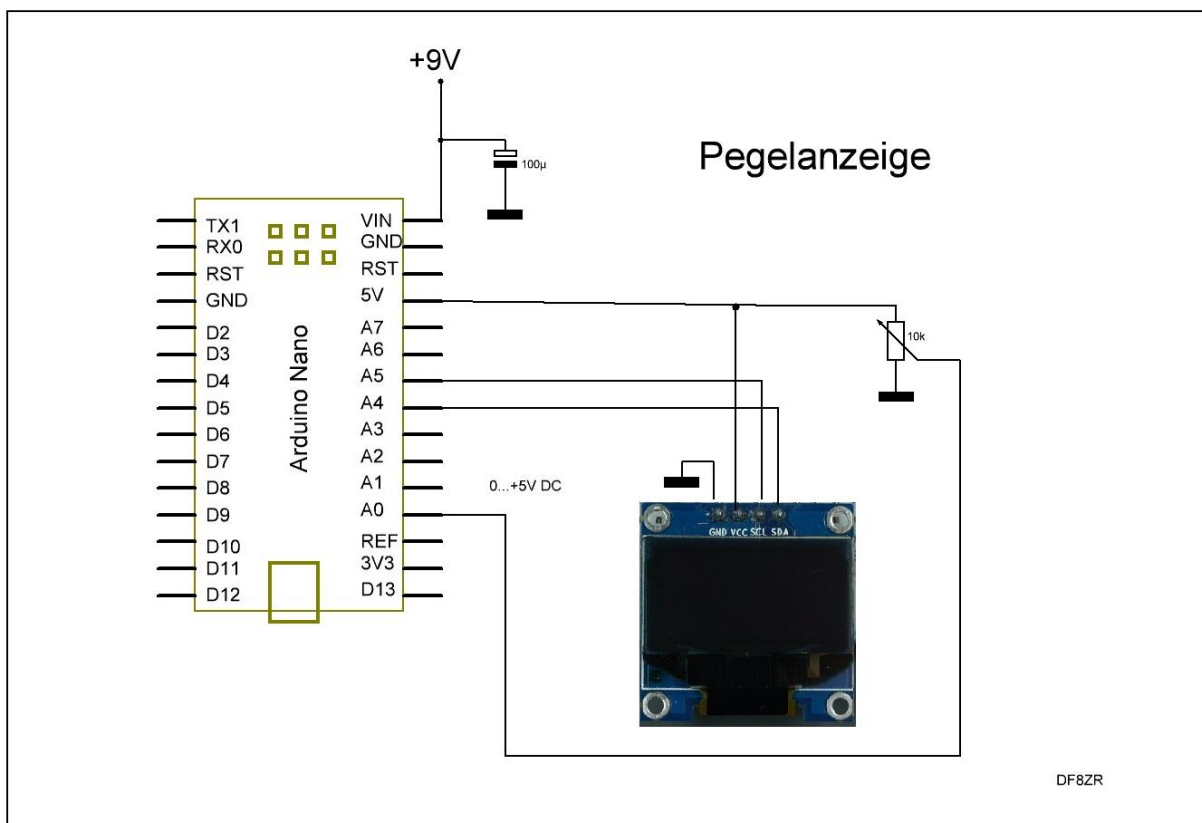 +9V
100µ
Pegelanzeige
TX1
RX0
RST
GND
D2
D3
D4
D5
D6
D7
D8
D9
D10
D11
D12
Arduino Nano
VIN
GND
RST
5V
A7
A6
A5
A4
A3
A2
A1
A0
REF
3V3
D13
10k
0...+5V DC
GND VCC SCL SDA
DF8ZR